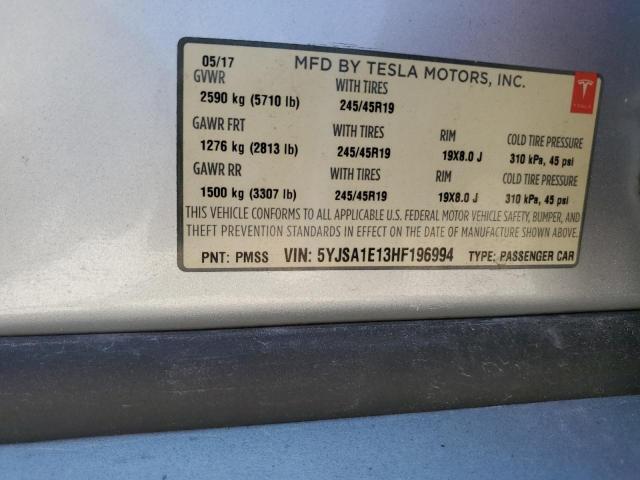 05/17 MFD BY TESLA MOTORS, INC.
GVWR WITH TIRES
2590 kg (5710 lb) 245/45R19
TESLA
GAWR FRT WITH TIRES RIM COLD TIRE PRESSURE
1276 kg (2813 lb) 245/45R19 19X8.0 J 310 kPa, 45 psi
GAWR RR WITH TIRES RIM COLD TIRE PRESSURE
1500 kg (3307 lb) 245/45R19 19X8.0 J 310 kPa, 45 psi
THIS VEHICLE CONFORMS TO ALL APPLICABLE U.S. FEDERAL MOTOR VEHICLE SAFETY, BUMPER, AND
THEFT PREVENTION STANDARDS IN EFFECT ON THE DATE OF MANUFACTURE SHOWN ABOVE.
PNT: PMSS VIN: 5YJSA1E13HF196994 TYPE: PASSENGER CAR